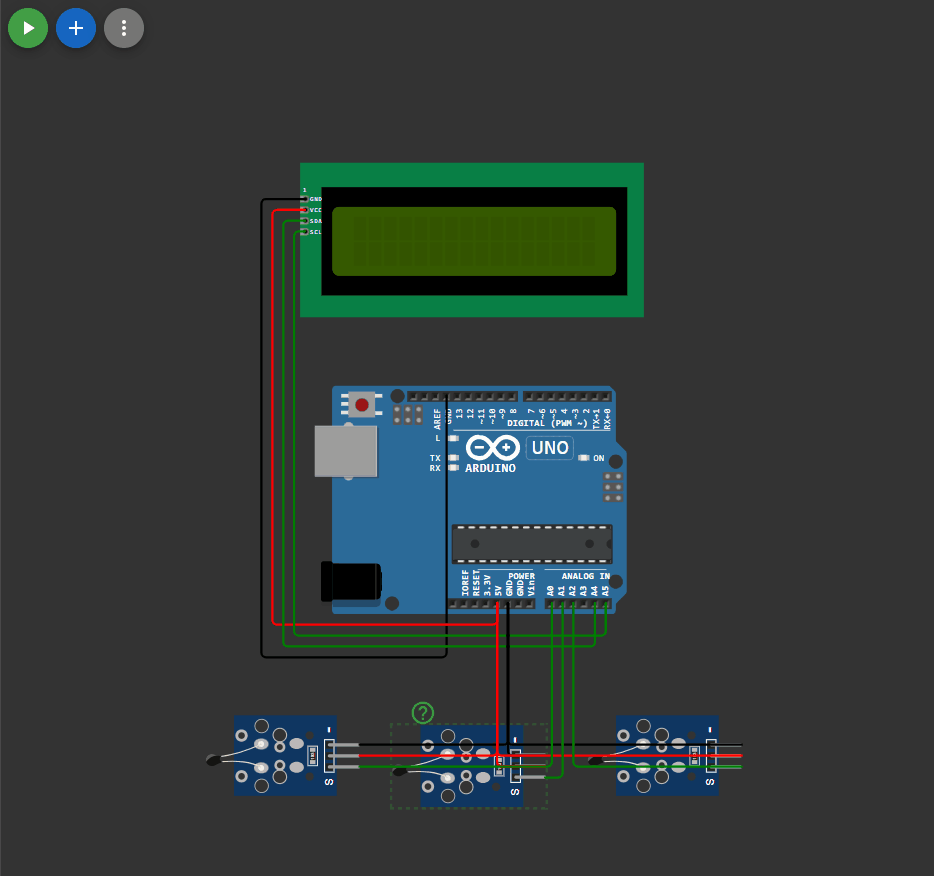 1
GND
VCC
SDA
SCL
AREF
GND
13
12
~11
~10
~9
8
7
~6
~5
4
~3
2
TX→1
RX←0
DIGITAL (PWM ~)
L
TX
RX
ARDUINO
UNO
ON
IOREF
RESET
3.3V
5V
GND
GND
Vin
POWER
ANALOG IN
A0
A1
A2
A3
A4
A5
?
-
S
-
S
-
S